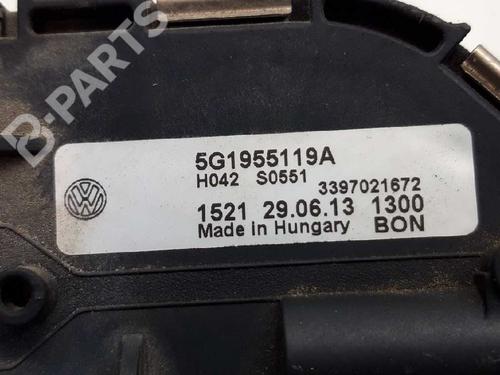 B-PARTS
5G1955119A
H042 S0551
3397021672
1521 29.06.13 1300
Made in Hungary BON